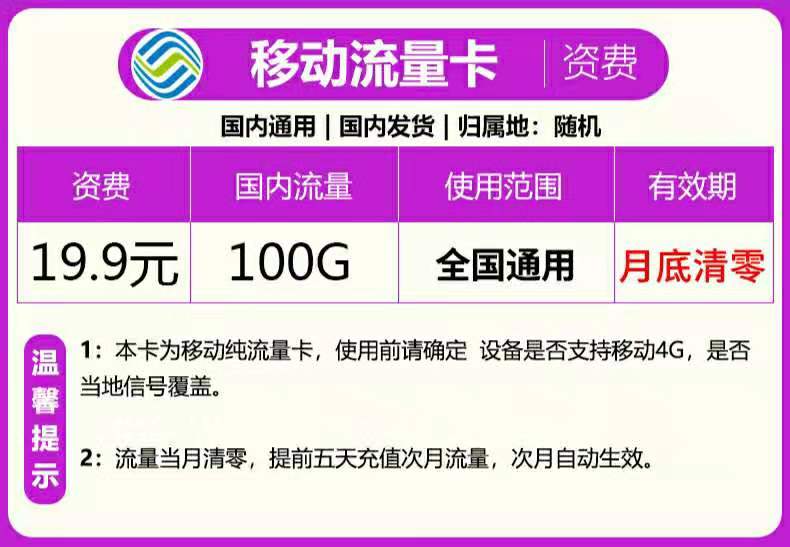 移动流量卡 | 资费
国内通用 | 国内发货 | 归属地：随机
资费 国内流量 使用范围 有效期
19.9元 100G 全国通用 月底清零
温馨提示
1：本卡为移动纯流量卡，使用前请确定 设备是否支持移动4G，是否
当地信号覆盖。
2：流量当月清零，提前五天充值次月流量，次月自动生效。